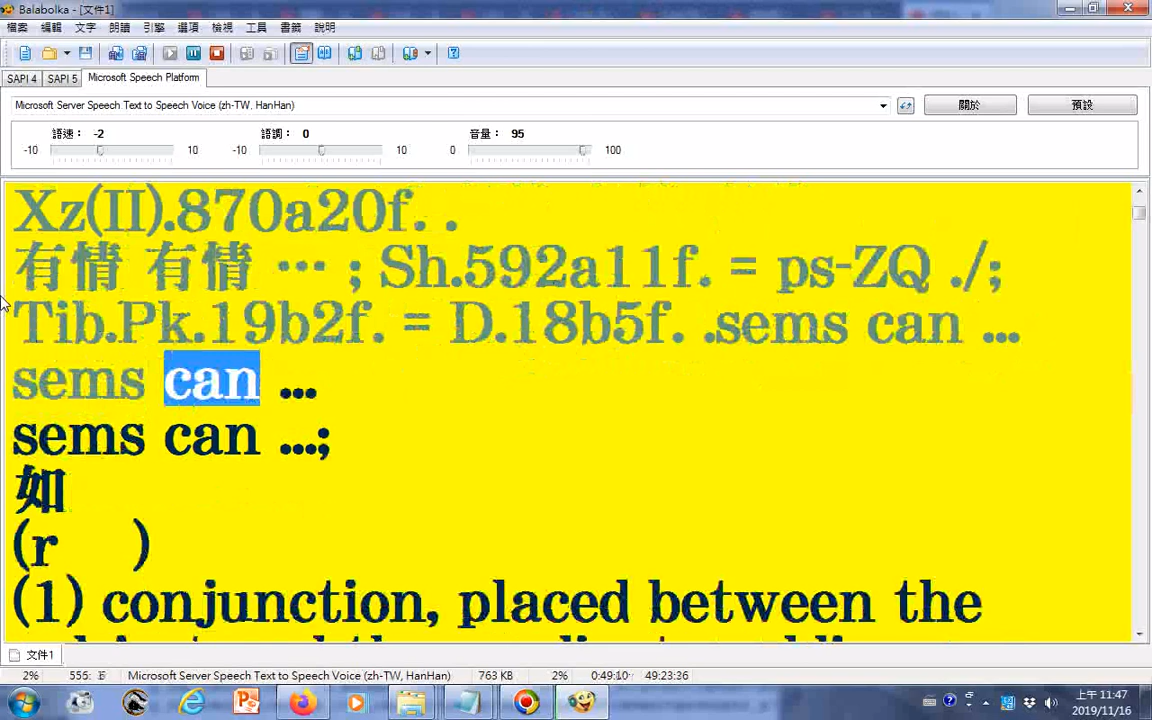 Balabolka - [文件1]
檔案 編輯 文字 朗讀 引擎 選項 檢視 工具 書籤 說明
SAPI 4 SAPI 5 Microsoft Speech Platform
Microsoft Server Speech Text to Speech Voice (zh-TW, HanHan) 關於 預設
語速： -2 語調： 0 音量： 95
-10 10 -10 10 0 100
Xz(II).870a20f. .
有情 有情 … ; Sh.592a11f. = ps-ZQ ./;
Tib.Pk.19b2f. = D.18b5f. .sems can ...
sems can ...
sems can ...;
如
(r )
(1) conjunction, placed between the
文件1
2% 555: Microsoft Server Speech Text to Speech Voice (zh-TW, HanHan) 763 KB 2% 0:49:10 49:23:36
上午 11:47
2019/11/16